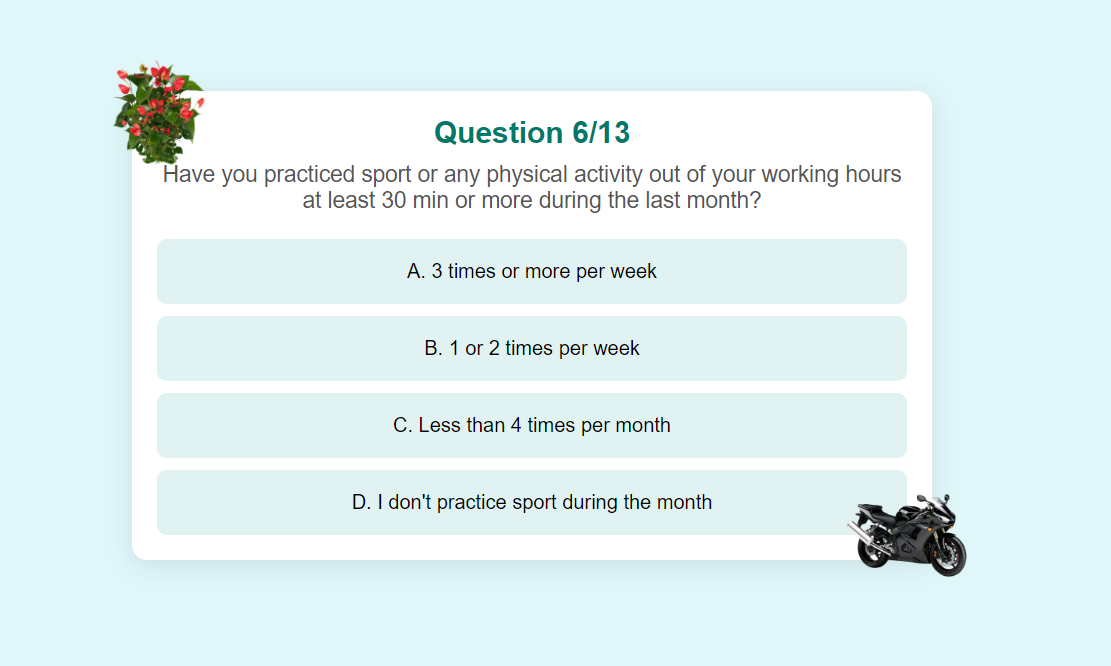 Question 6/13
Have you practiced sport or any physical activity out of your working hours
at least 30 min or more during the last month?
A. 3 times or more per week
B. 1 or 2 times per week
C. Less than 4 times per month
D. I don't practice sport during the month